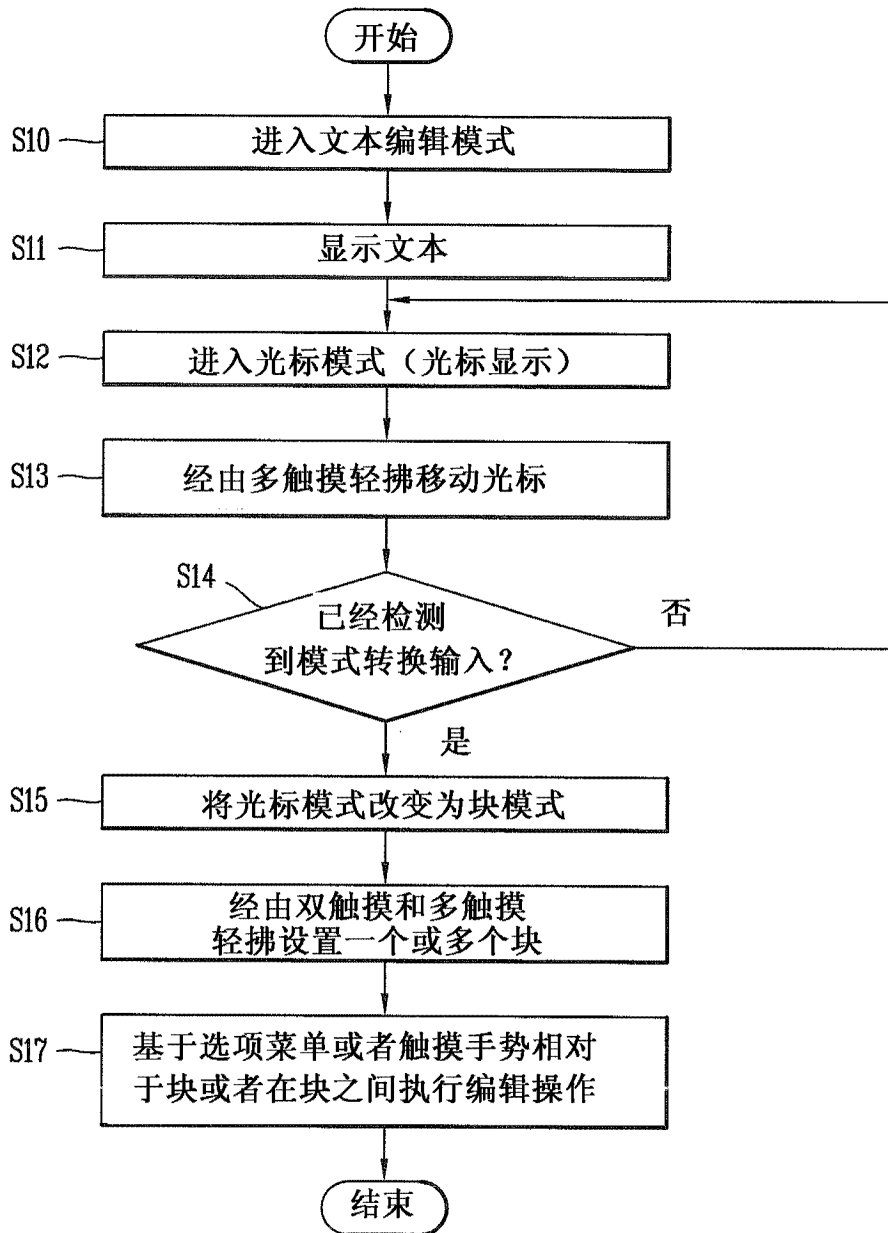 开始
S10
进入文本编辑模式
S11
显示文本
S12
进入光标模式（光标显示）
S13
经由多触摸轻拂移动光标
S14
已经检测
到模式转换输入？
否
是
S15
将光标模式改变为块模式
S16
经由双触摸和多触摸
轻拂设置一个或多个块
S17
基于选项菜单或者触摸手势相对
于块或者在块之间执行编辑操作
结束